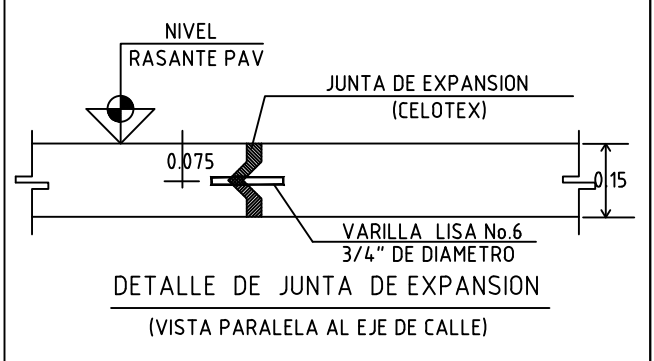 NIVEL
RASANTE PAV
JUNTA DE EXPANSION
(CELOTEX)
0.075
0.15
VARILLA LISA No.6
3/4" DE DIAMETRO
DETALLE DE JUNTA DE EXPANSION
(VISTA PARALELA AL EJE DE CALLE)